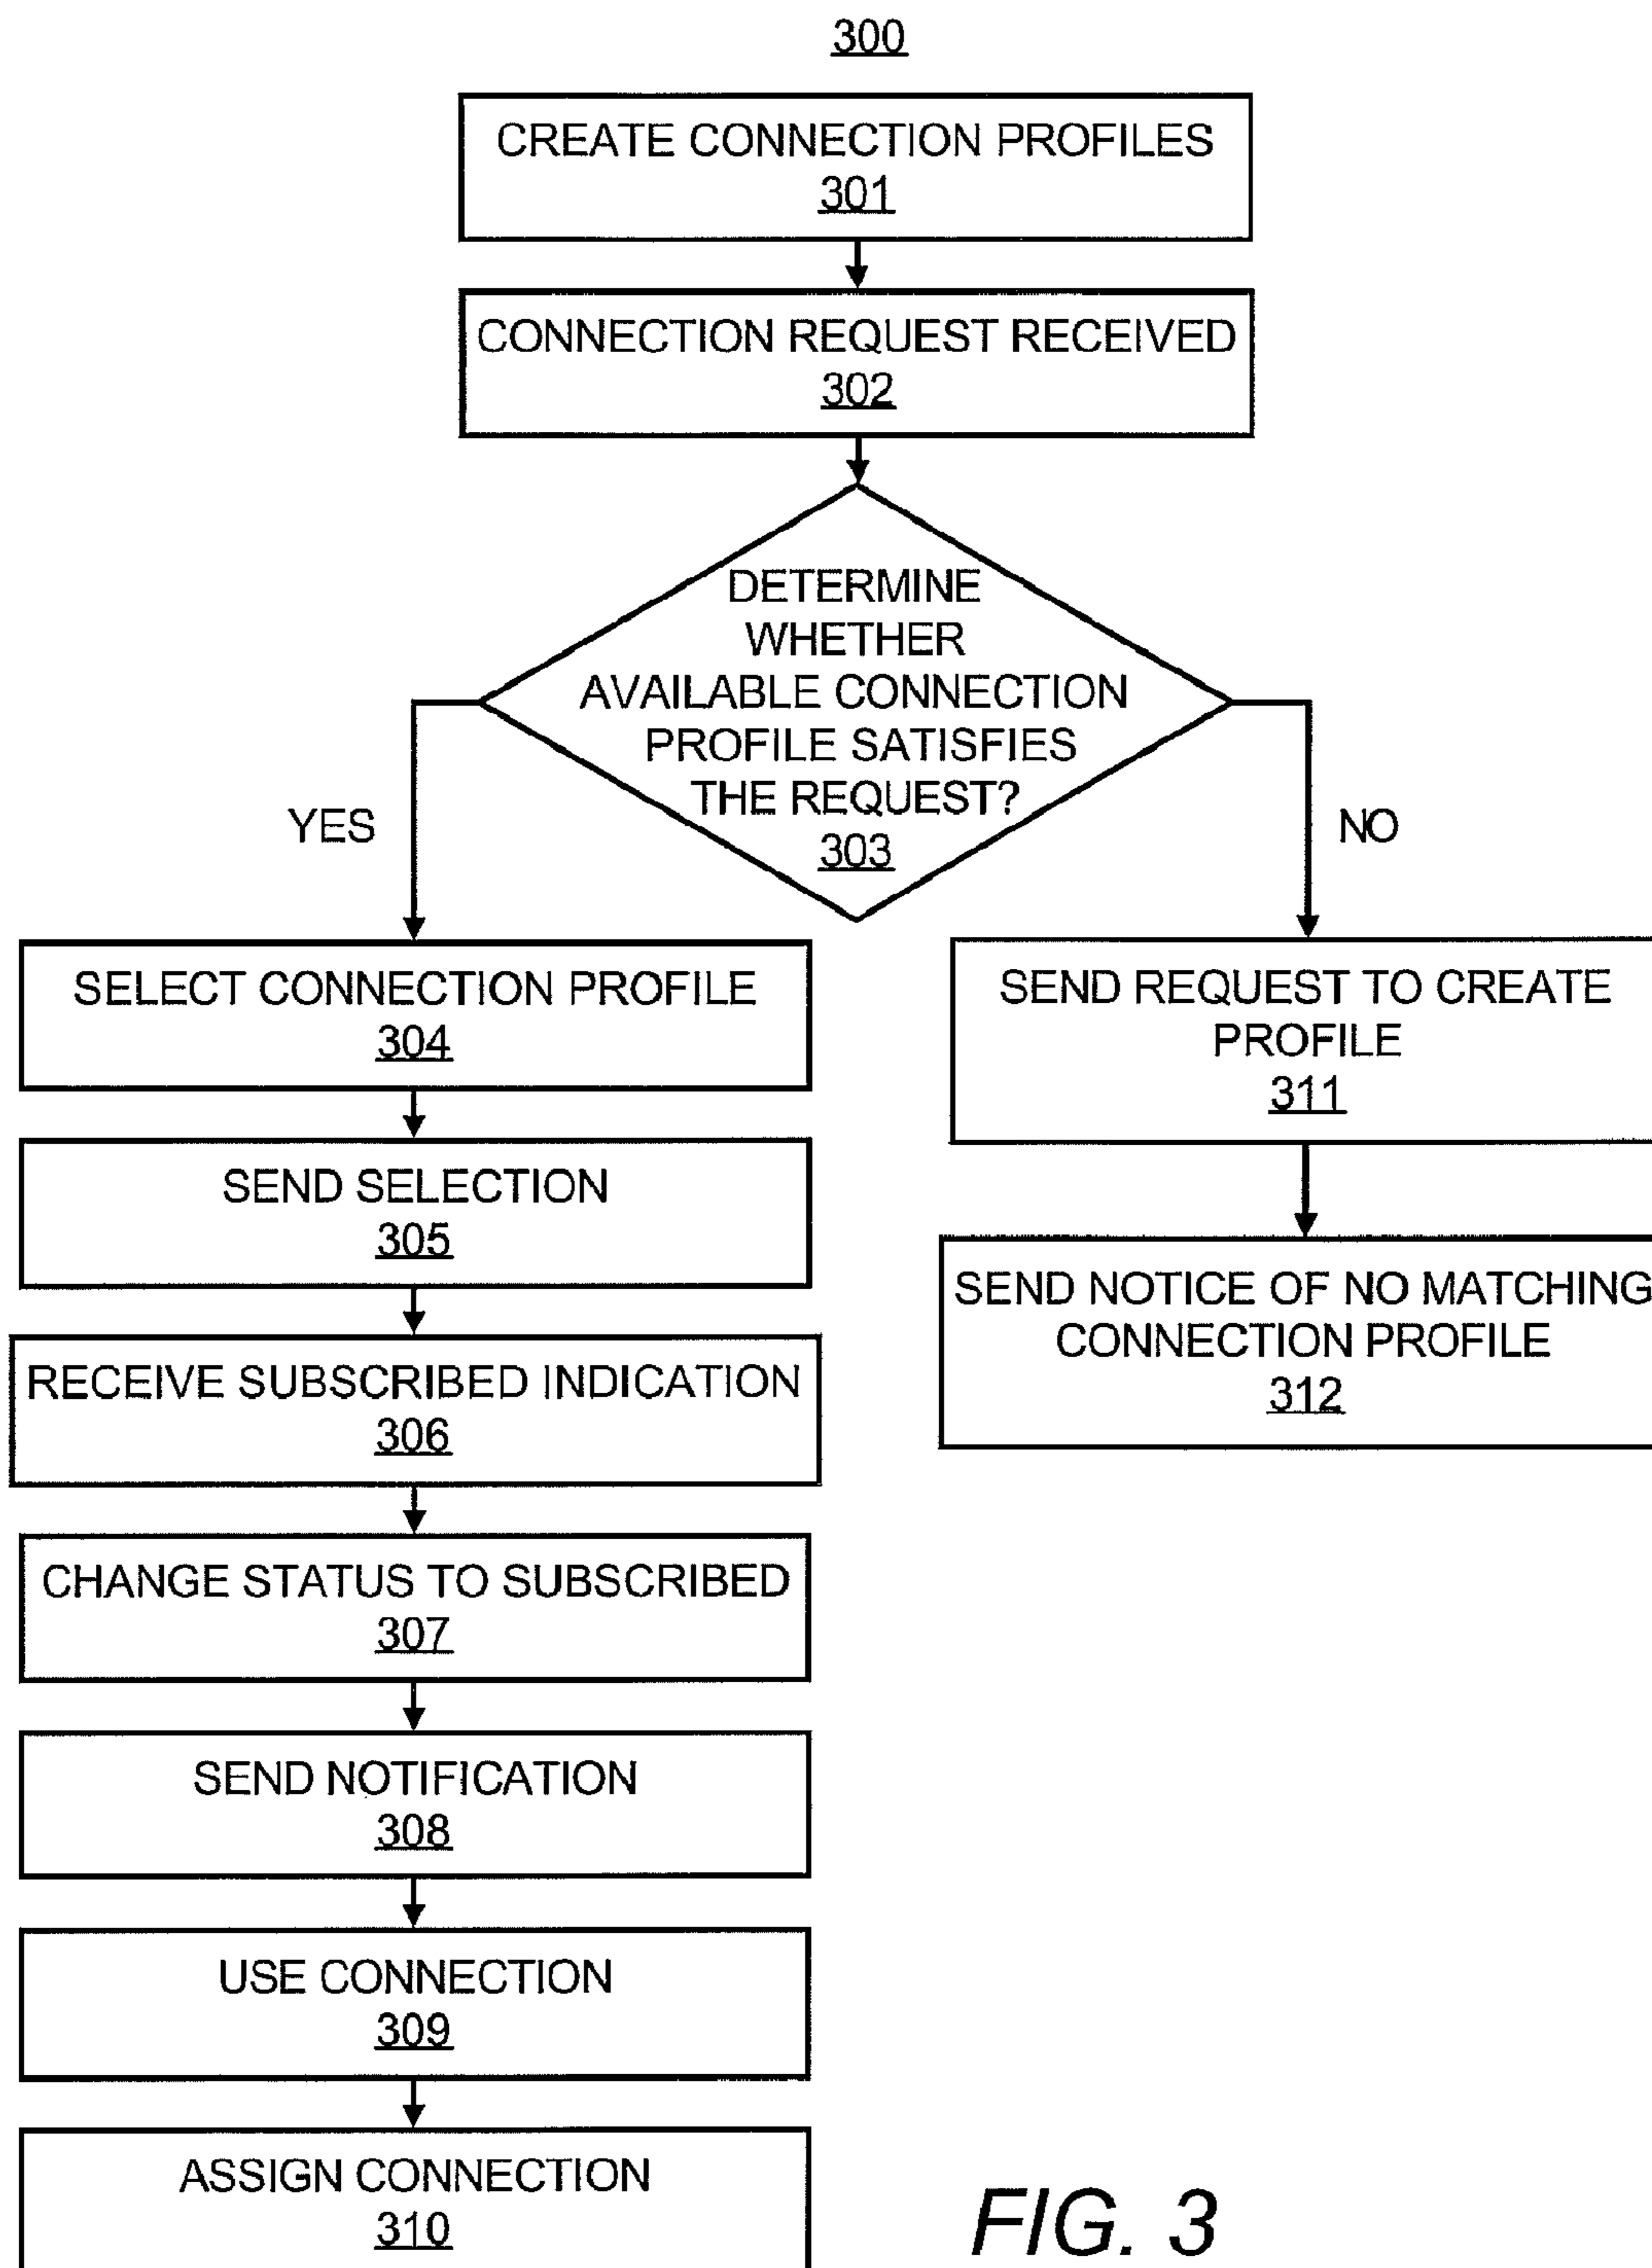 300
CREATE CONNECTION PROFILES
301
CONNECTION REQUEST RECEIVED
302
DETERMINE
WHETHER
AVAILABLE CONNECTION
PROFILE SATISFIES
THE REQUEST?
303
YES
NO
SELECT CONNECTION PROFILE
304
SEND SELECTION
305
RECEIVE SUBSCRIBED INDICATION
306
CHANGE STATUS TO SUBSCRIBED
307
SEND NOTIFICATION
308
USE CONNECTION
309
ASSIGN CONNECTION
310
SEND REQUEST TO CREATE
PROFILE
311
SEND NOTICE OF NO MATCHING
CONNECTION PROFILE
312
FIG. 3